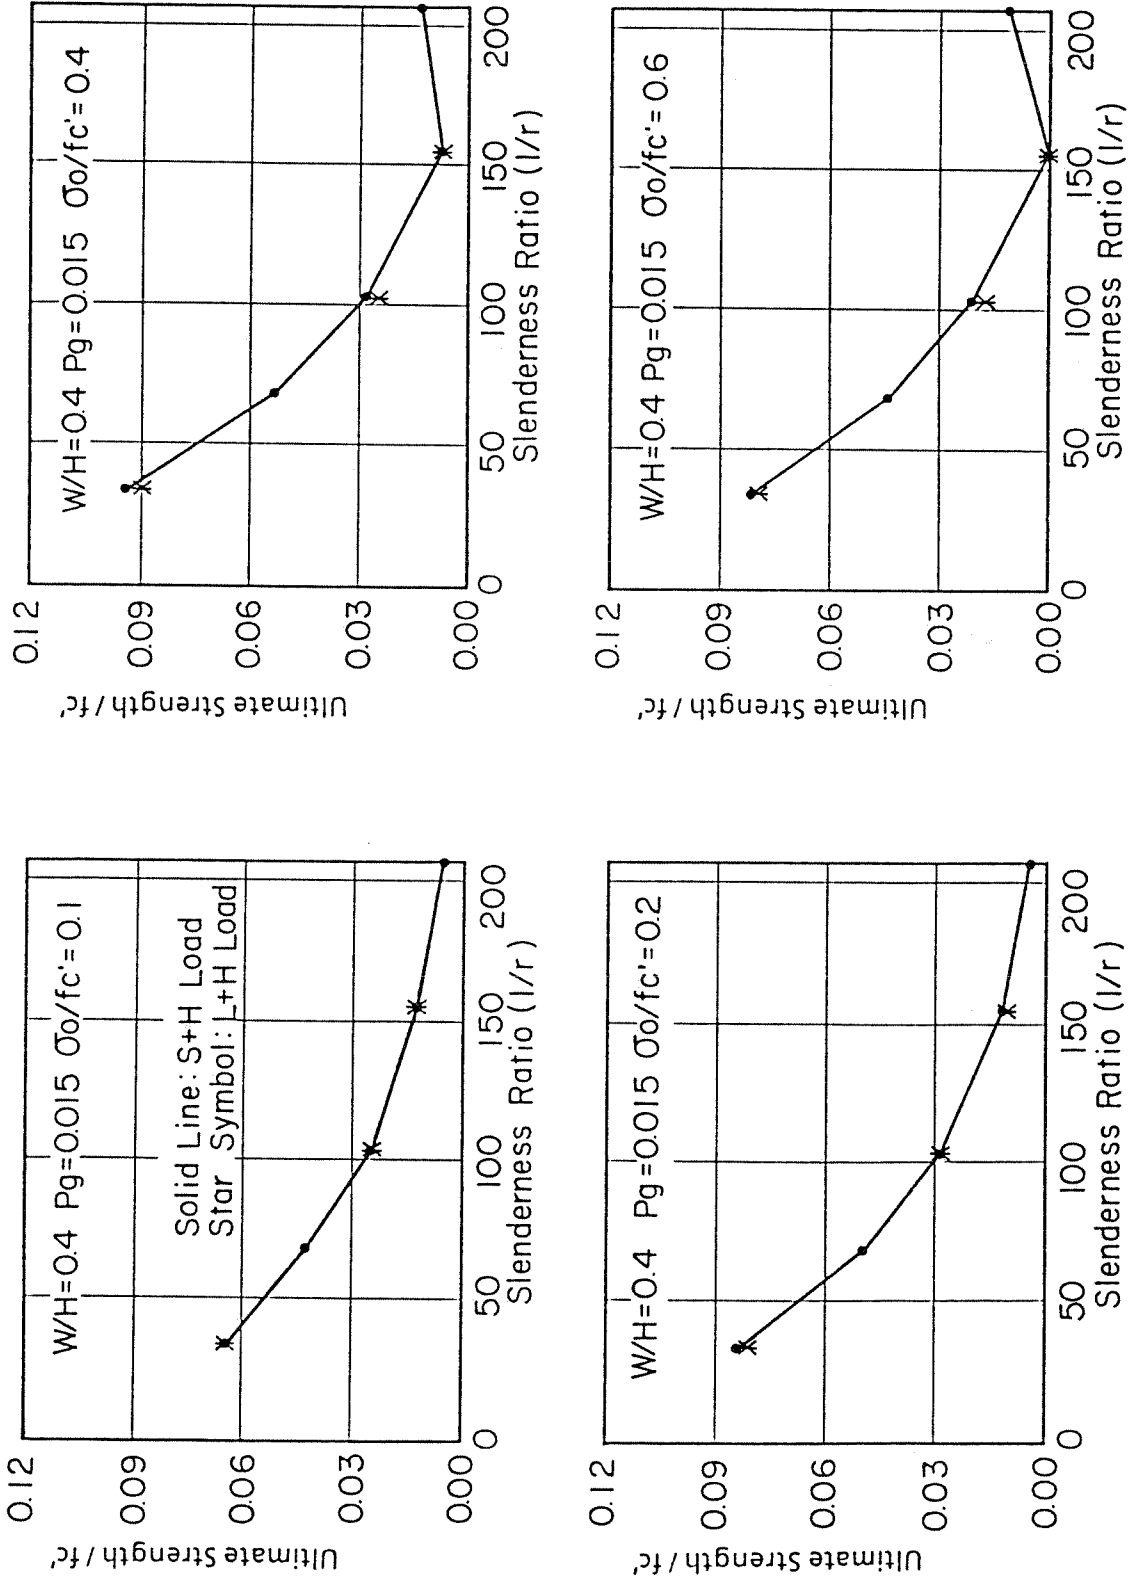 W/H=0.4 Pg=0.015 σo/fc'=0.1
Solid Line: S+H Load
Star Symbol: L+H Load
Ultimate Strength / fc'
0.12
0.09
0.06
0.03
0.00
0 50 100 150 200
Slenderness Ratio (l/r)
W/H=0.4 Pg=0.015 σo/fc'=0.4
Ultimate Strength / fc'
0.12
0.09
0.06
0.03
0.00
0 50 100 150 200
Slenderness Ratio (l/r)
W/H=0.4 Pg=0.015 σo/fc'=0.2
Ultimate Strength / fc'
0.12
0.09
0.06
0.03
0.00
0 50 100 150 200
Slenderness Ratio (l/r)
W/H=0.4 Pg=0.015 σo/fc'=0.6
Ultimate Strength / fc'
0.12
0.09
0.06
0.03
0.00
0 50 100 150 200
Slenderness Ratio (l/r)